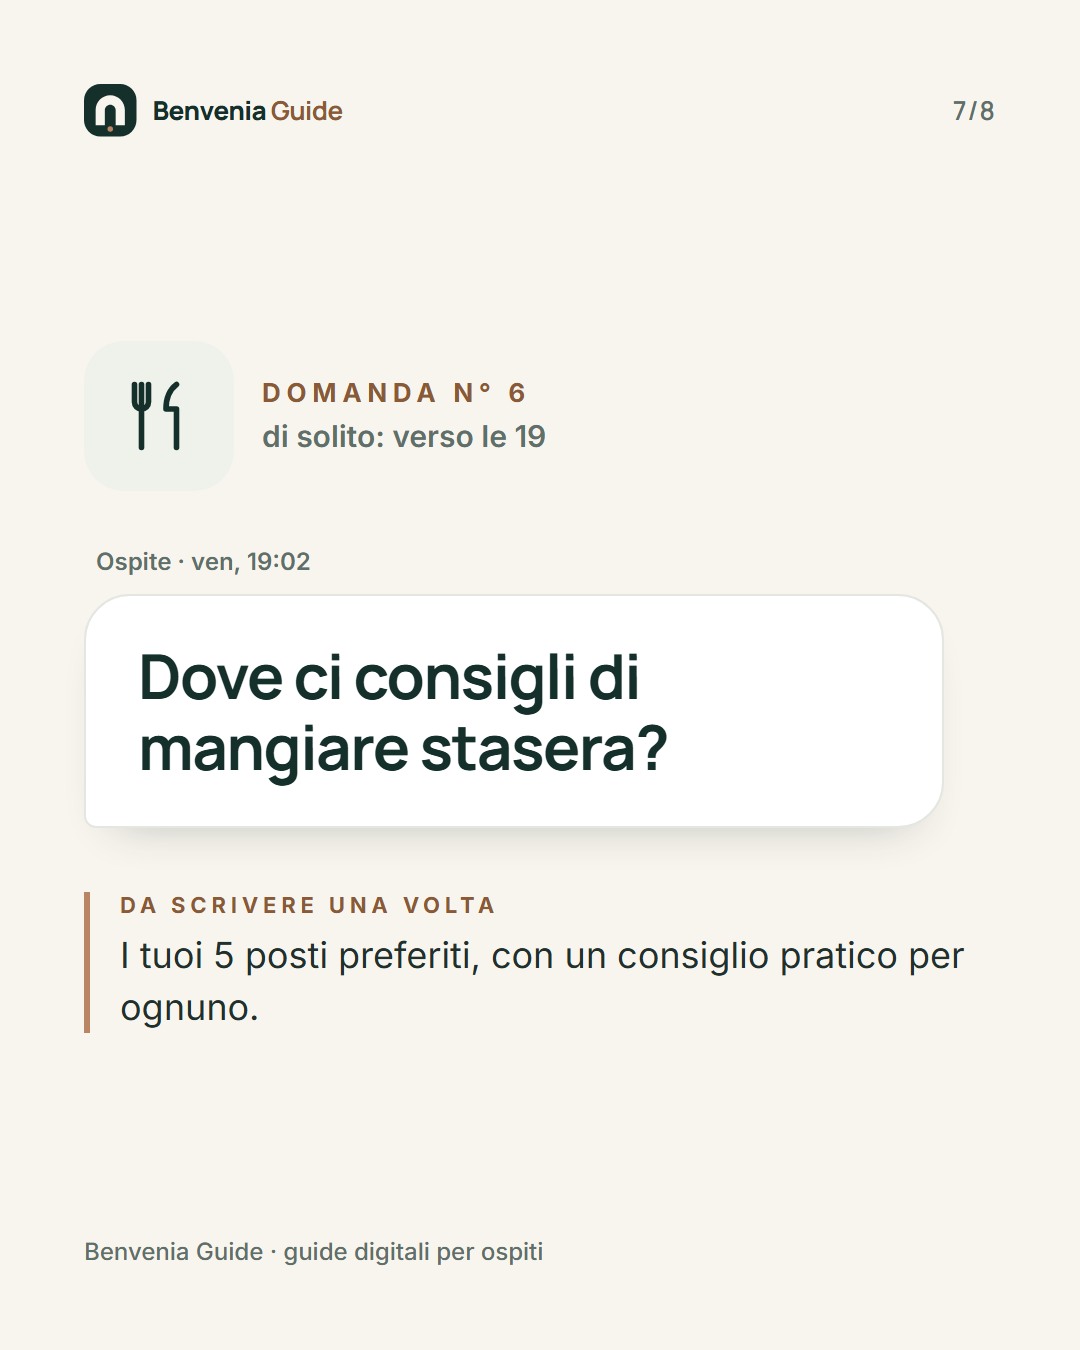 Benvenia Guide
7/8
DOMANDA N° 6
di solito: verso le 19
Ospite · ven, 19:02
Dove ci consigli di
mangiare stasera?
DA SCRIVERE UNA VOLTA
I tuoi 5 posti preferiti, con un consiglio pratico per
ognuno.
Benvenia Guide · guide digitali per ospiti